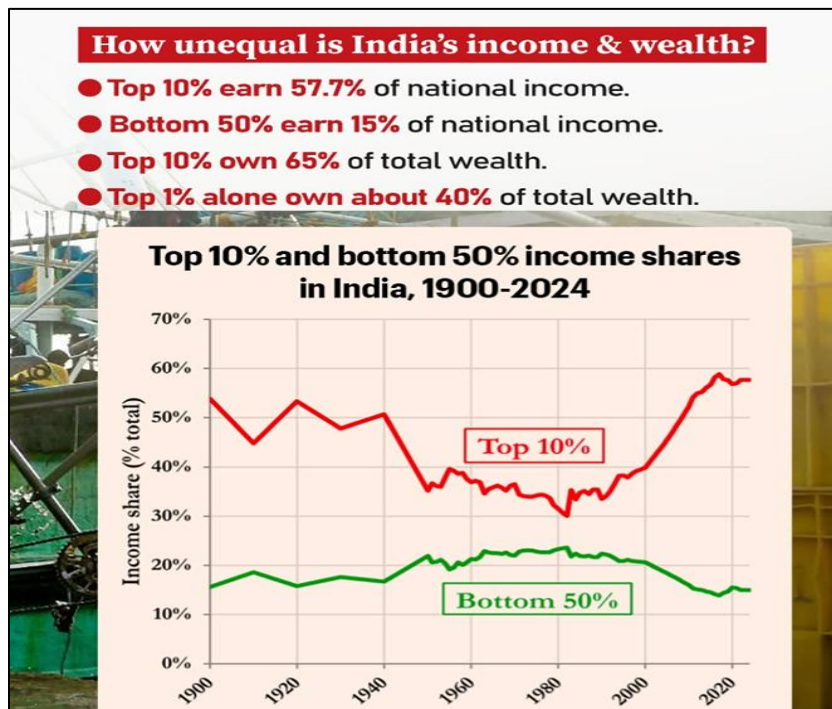 How unequal is India's income & wealth?
● Top 10% earn 57.7% of national income.
● Bottom 50% earn 15% of national income.
● Top 10% own 65% of total wealth.
● Top 1% alone own about 40% of total wealth.
Top 10% and bottom 50% income shares
in India, 1900-2024
Income share (% total)
70%
60%
50%
40%
30%
20%
10%
0%
Top 10%
Bottom 50%
1900
1920
1940
1960
1980
2000
2020